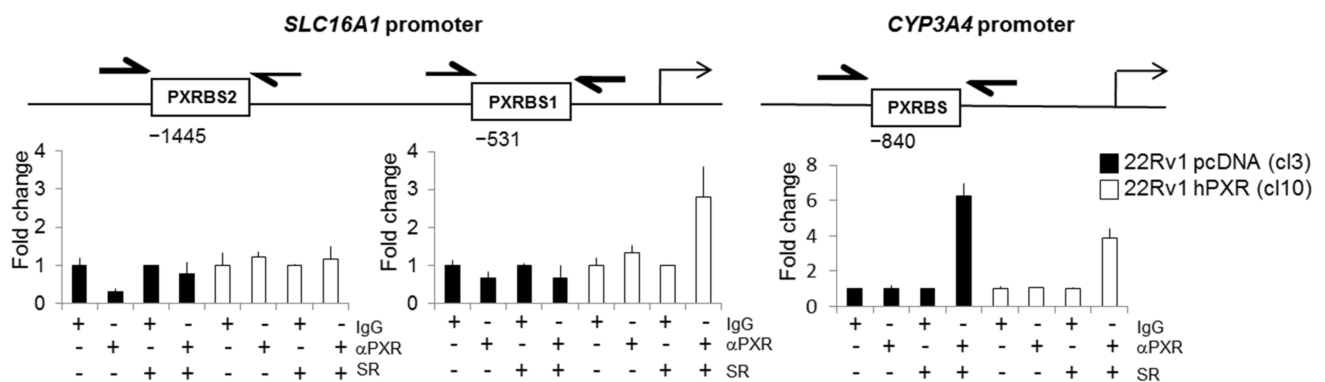 SLC16A1 promoter
CYP3A4 promoter
PXRBS2
PXRBS1
PXRBS
−1445
−531
−840
Fold change
4
3
2
1
0
+ - + - + - + - IgG
- + - + - + - + αPXR
- - + + - - + + SR
Fold change
4
3
2
1
0
+ - + - + - + - IgG
- + - + - + - + αPXR
- - + + - - + + SR
Fold change
8
6
4
2
0
+ - + - + - + - IgG
- + - + - + - + αPXR
- - + + - - + + SR
22Rv1 pcDNA (cl3)
22Rv1 hPXR (cl10)